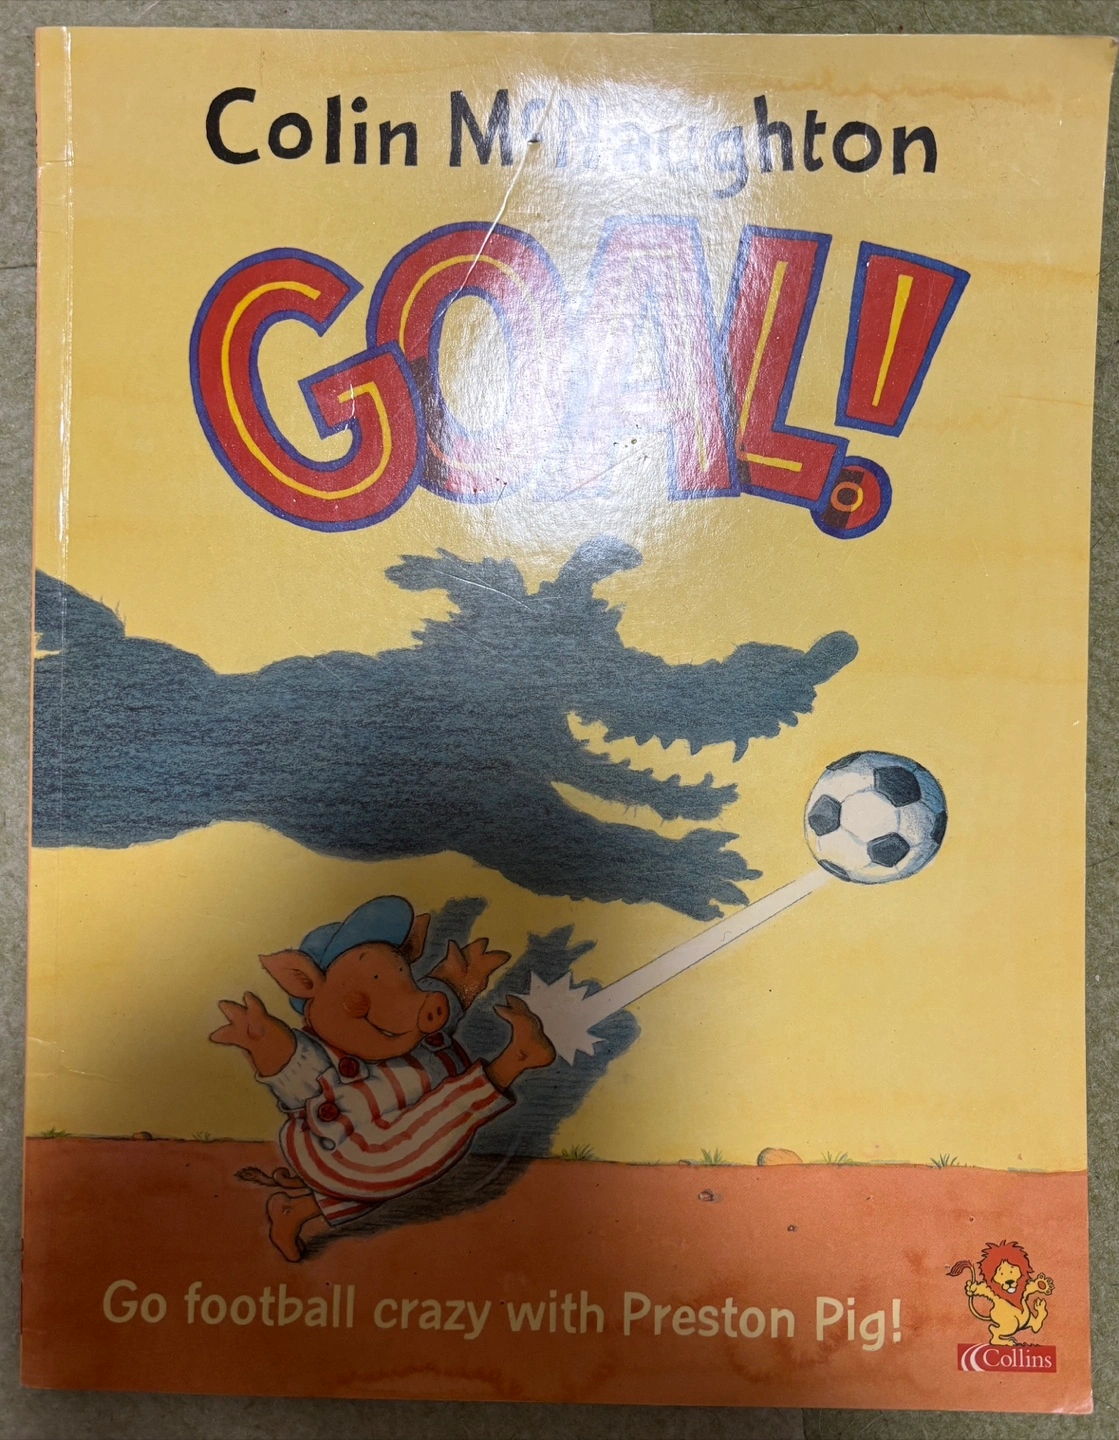 Colin McNaughton
GOAL!
Go football crazy with Preston Pig!
Collins